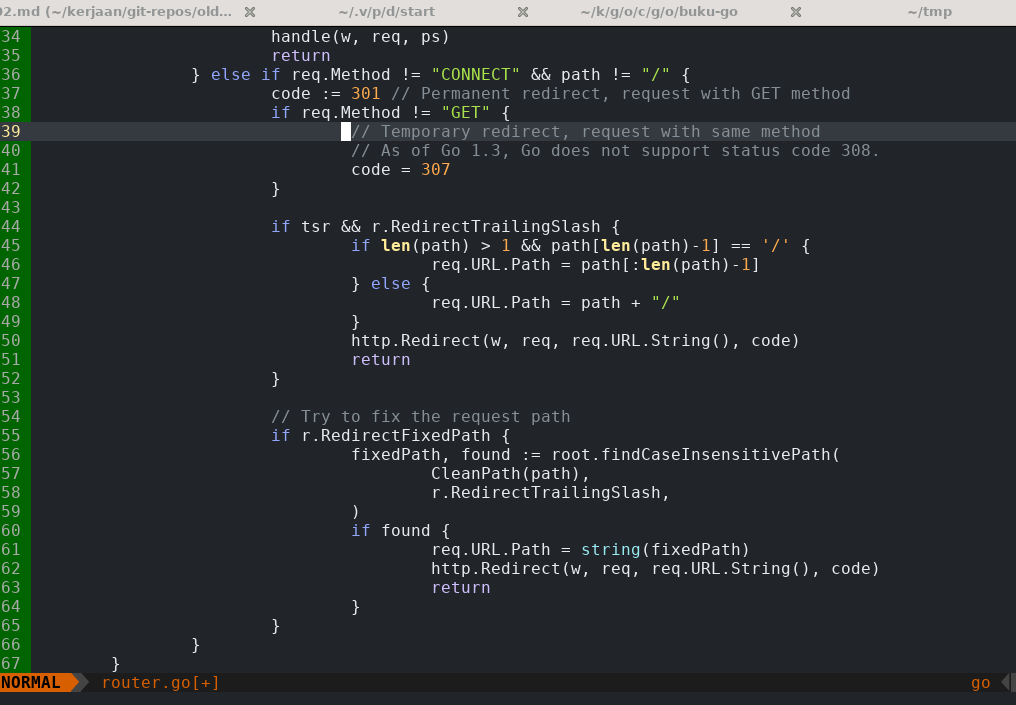 02.md (~/kerjaan/git-repos/old... ~/.v/p/d/start ~/k/g/o/c/g/o/buku-go ~/tmp
34 handle(w, req, ps)
35 return
36 } else if req.Method != "CONNECT" && path != "/" {
37 code := 301 // Permanent redirect, request with GET method
38 if req.Method != "GET" {
39 // Temporary redirect, request with same method
40 // As of Go 1.3, Go does not support status code 308.
41 code = 307
42 }
43
44 if tsr && r.RedirectTrailingSlash {
45 if len(path) > 1 && path[len(path)-1] == '/' {
46 req.URL.Path = path[:len(path)-1]
47 } else {
48 req.URL.Path = path + "/"
49 }
50 http.Redirect(w, req, req.URL.String(), code)
51 return
52 }
53
54 // Try to fix the request path
55 if r.RedirectFixedPath {
56 fixedPath, found := root.findCaseInsensitivePath(
57 CleanPath(path),
58 r.RedirectTrailingSlash,
59 )
60 if found {
61 req.URL.Path = string(fixedPath)
62 http.Redirect(w, req, req.URL.String(), code)
63 return
64 }
65 }
66 }
67 }
NORMAL router.go[+] go